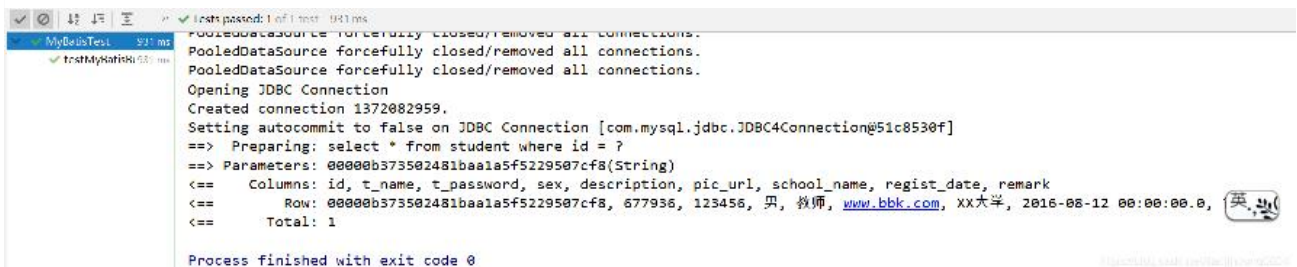 ✔ Tests passed: 1 of 1 test – 931 ms
MyBatisTest 931 ms
PooledDataSource forcefully closed/removed all connections.
PooledDataSource forcefully closed/removed all connections.
PooledDataSource forcefully closed/removed all connections.
Opening JDBC Connection
Created connection 1372082959.
Setting autocommit to false on JDBC Connection [com.mysql.jdbc.JDBC4Connection@51c8530f]
==> Preparing: select * from student where id = ?
==> Parameters: 00000b373502481baa1a5f5229507cf8(String)
<== Columns: id, t_name, t_password, sex, description, pic_url, school_name, regist_date, remark
<== Row: 00000b373502481baa1a5f5229507cf8, 677936, 123456, 男, 教师, www.bbk.com, XX大学, 2016-08-12 00:00:00.0,
英
<== Total: 1
Process finished with exit code 0